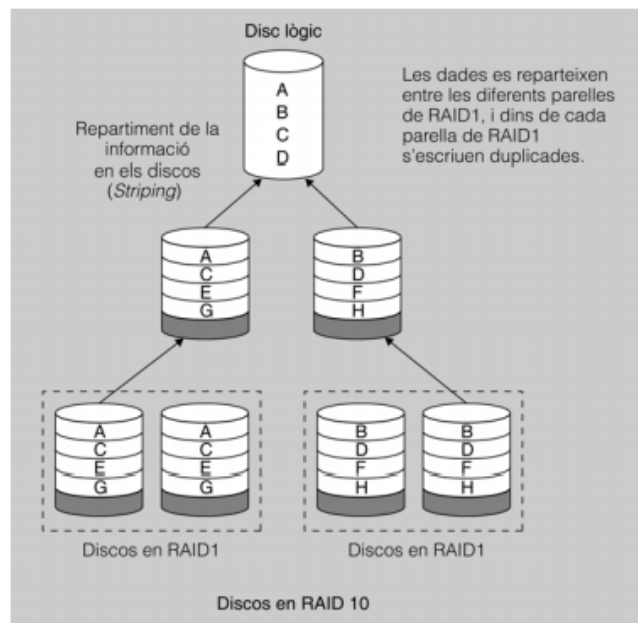 Disc lògic
A
B
C
D
Les dades es reparteixen
entre les diferents parelles
de RAID1, i dins de cada
parella de RAID1
s'escriuen duplicades.
Repartiment de la
informació
en els discos
(Striping)
A
C
E
G
B
D
F
H
A
C
E
G
A
C
E
G
B
D
F
H
B
D
F
H
Discos en RAID1
Discos en RAID1
Discos en RAID 10